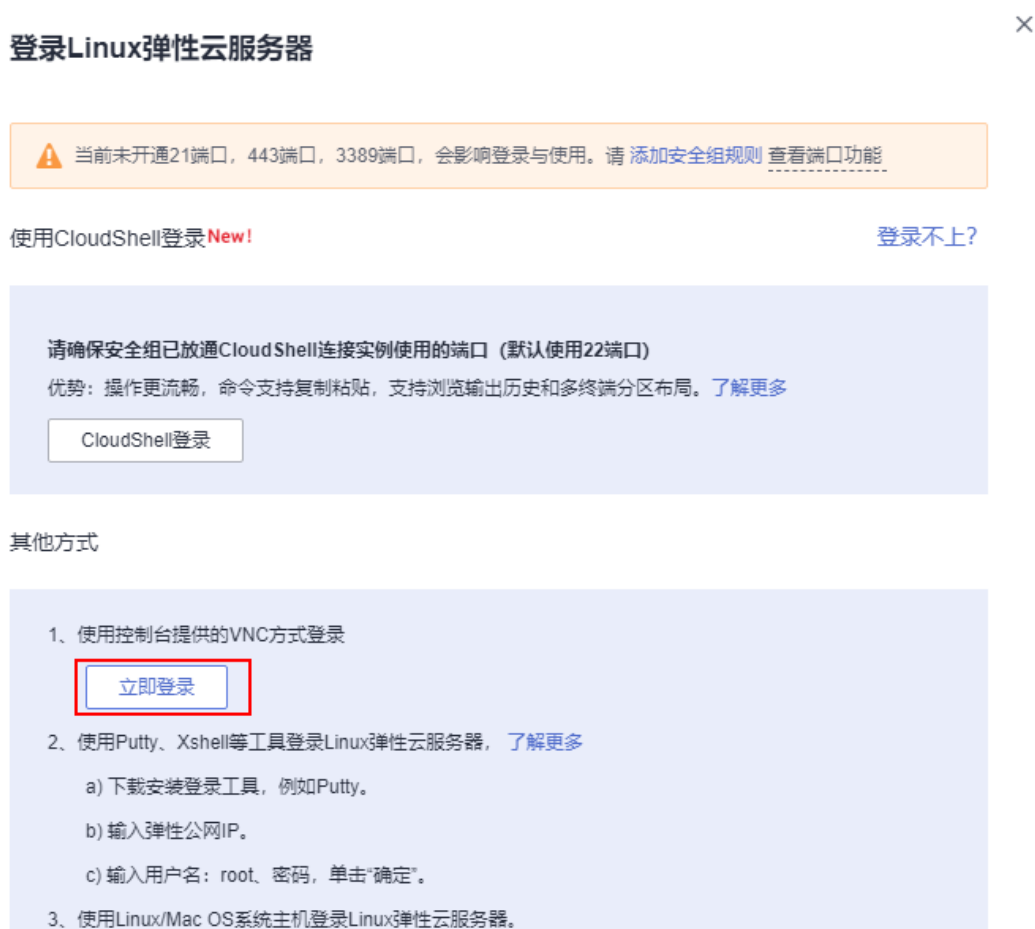 登录Linux弹性云服务器
当前未开通21端口，443端口，3389端口，会影响登录与使用。请 添加安全组规则 查看端口功能
使用CloudShell登录New!
登录不上?
请确保安全组已放通CloudShell连接实例使用的端口（默认使用22端口）
优势：操作更流畅，命令支持复制粘贴，支持浏览输出历史和多终端分区布局。了解更多
CloudShell登录
其他方式
1、使用控制台提供的VNC方式登录
立即登录
2、使用Putty、Xshell等工具登录Linux弹性云服务器， 了解更多
a) 下载安装登录工具，例如Putty。
b) 输入弹性公网IP。
c) 输入用户名：root、密码，单击“确定”。
3、使用Linux/Mac OS系统主机登录Linux弹性云服务器。